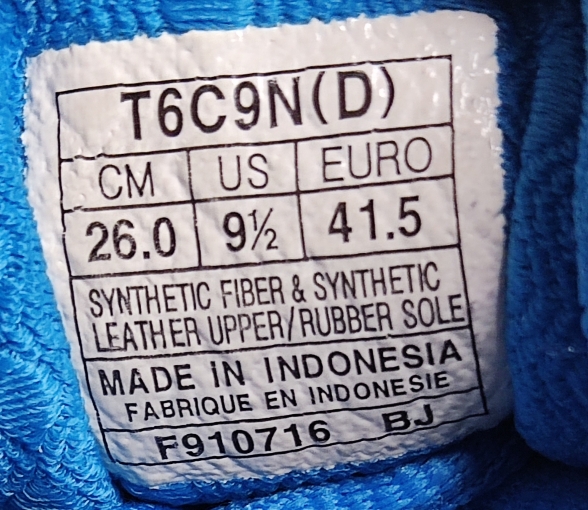 T6C9N(D)
CM US EURO
26.0 9½ 41.5
SYNTHETIC FIBER & SYNTHETIC
LEATHER UPPER/RUBBER SOLE
MADE IN INDONESIA
FABRIQUE EN INDONESIE
F910716 BJ